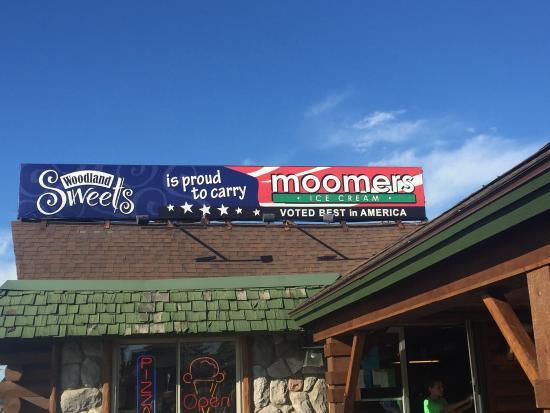 Woodland
Sweets
is proud
to carry
moomers
ICE CREAM
VOTED BEST in AMERICA
PIZZA
Open